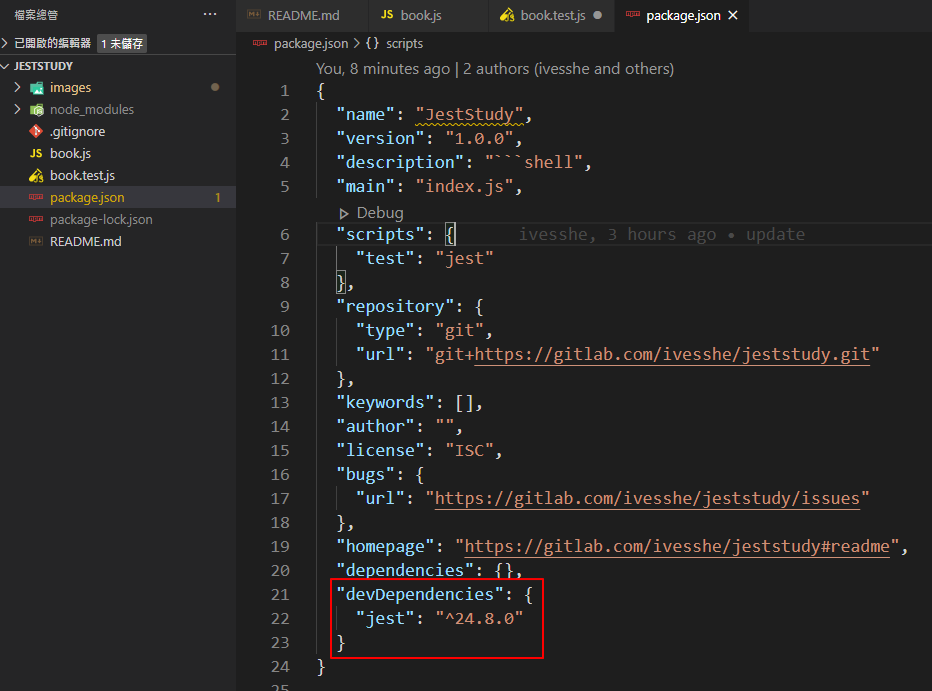 檔案總管
...
README.md
JS book.js
book.test.js
package.json
已開啟的編輯器 1 未儲存
package.json > {} scripts
JESTSTUDY
images
node_modules
.gitignore
JS book.js
book.test.js
package.json 1
package-lock.json
README.md
You, 8 minutes ago | 2 authors (ivesshe and others)
1 {
2 "name": "JestStudy",
3 "version": "1.0.0",
4 "description": "```shell",
5 "main": "index.js",
Debug
6 "scripts": { ivesshe, 3 hours ago • update
7 "test": "jest"
8 },
9 "repository": {
10 "type": "git",
11 "url": "git+https://gitlab.com/ivesshe/jeststudy.git"
12 },
13 "keywords": [],
14 "author": "",
15 "license": "ISC",
16 "bugs": {
17 "url": "https://gitlab.com/ivesshe/jeststudy/issues"
18 },
19 "homepage": "https://gitlab.com/ivesshe/jeststudy#readme",
20 "dependencies": {},
21 "devDependencies": {
22 "jest": "^24.8.0"
23 }
24 }
25